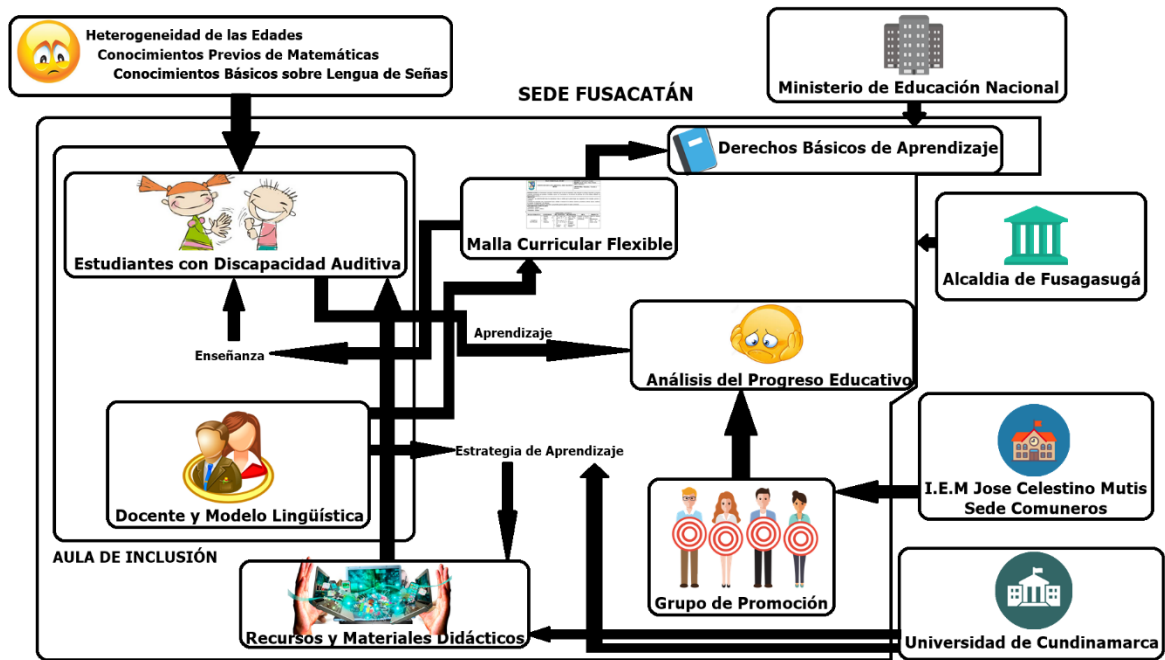 Heterogeneidad de las Edades
Conocimientos Previos de Matemáticas
Conocimientos Básicos sobre Lengua de Señas
Ministerio de Educación Nacional
SEDE FUSACATÁN
Derechos Básicos de Aprendizaje
Malla Curricular Flexible
Estudiantes con Discapacidad Auditiva
Alcaldia de Fusagasugá
Enseñanza
Aprendizaje
Análisis del Progreso Educativo
Docente y Modelo Lingüística
Estrategia de Aprendizaje
I.E.M Jose Celestino Mutis
Sede Comuneros
AULA DE INCLUSIÓN
Grupo de Promoción
Recursos y Materiales Didácticos
Universidad de Cundinamarca